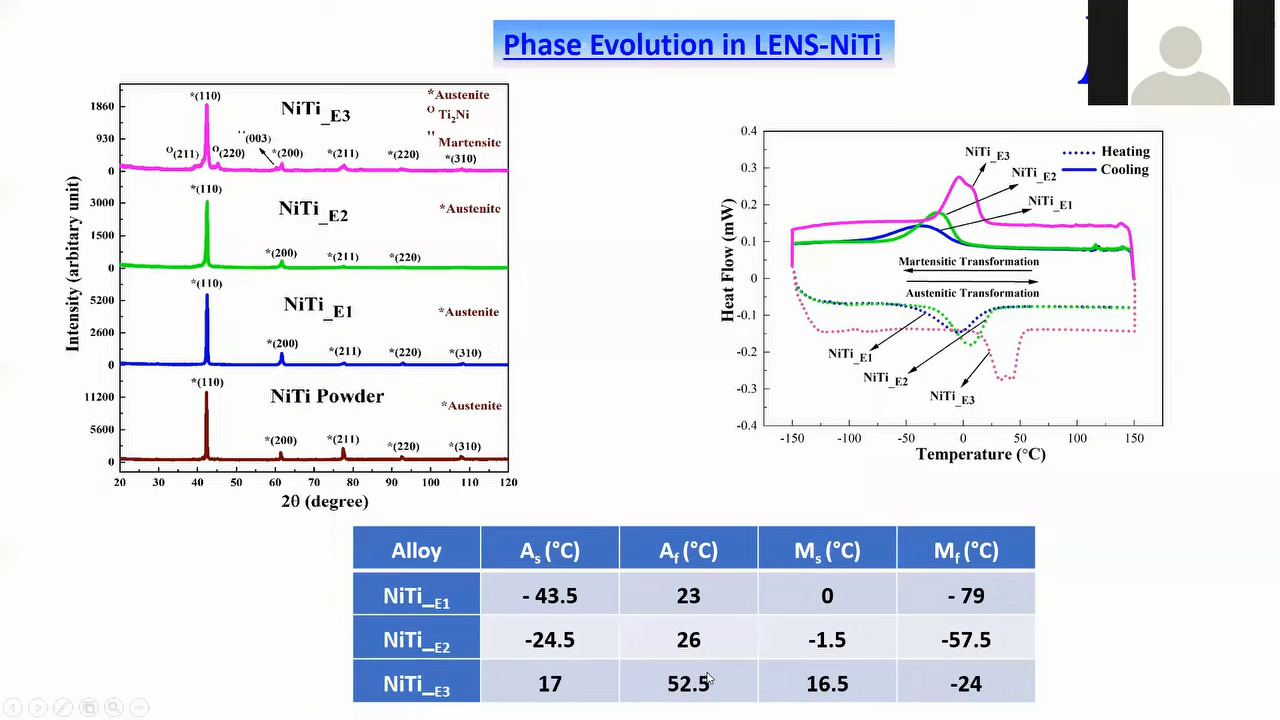 Phase Evolution in LENS-NiTi
*(110)
NiTi_E3
*Austenite
o Ti2Ni
" Martensite
o(211)
o(220)
"(003)
*(200)
*(211)
*(220)
*(310)
1860
930
0
*(110)
NiTi_E2
*Austenite
*(200)
*(211)
*(220)
3000
1500
0
*(110)
NiTi_E1
*Austenite
*(200)
*(211)
*(220)
*(310)
5200
2600
0
*(110)
NiTi Powder
*Austenite
*(200)
*(211)
*(220)
*(310)
11200
5600
0
Intensity (arbitary unit)
20 30 40 50 60 70 80 90 100 110 120
2θ (degree)
0.4
0.3
0.2
0.1
0
-0.1
-0.2
-0.3
-0.4
Heat Flow (mW)
NiTi_E3
NiTi_E2
NiTi_E1
Heating
Cooling
Martensitic Transformation
Austenitic Transformation
NiTi_E1
NiTi_E2
NiTi_E3
-150 -100 -50 0 50 100 150
Temperature (°C)
Alloy As (°C) Af (°C) Ms (°C) Mf (°C)
NiTi_E1 - 43.5 23 0 - 79
NiTi_E2 -24.5 26 -1.5 -57.5
NiTi_E3 17 52.5 16.5 -24